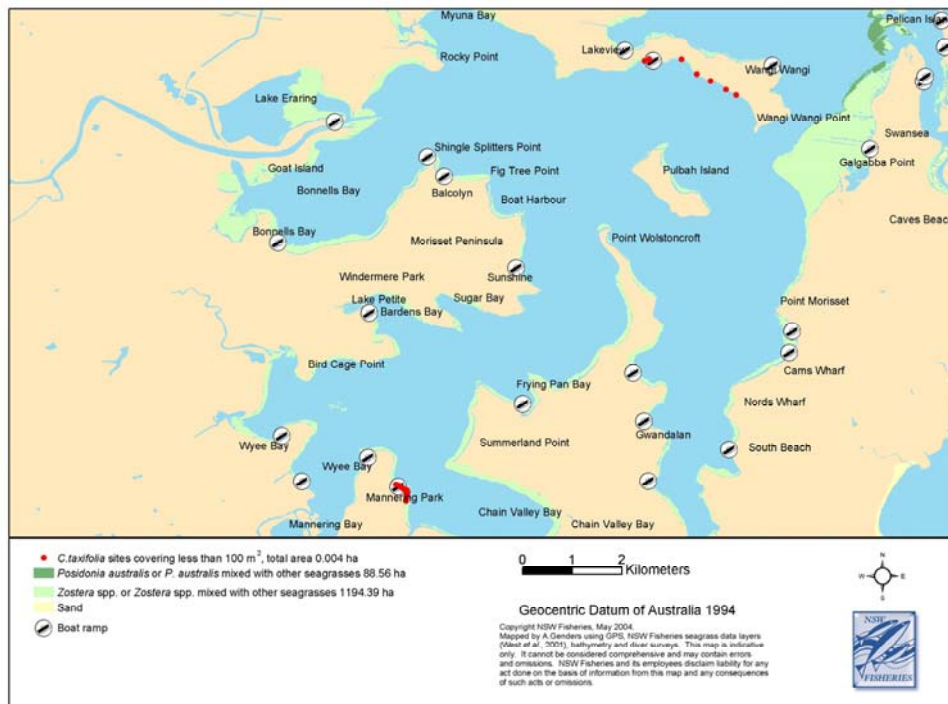 Myuna Bay
Pelican Islan
Rocky Point
Lakeview
Wangi Wangi
Lake Eraring
Wangi Wangi Point
Swansea
Shingle Splitters Point
Galgabba Point
Goat Island
Fig Tree Point
Pulbah Island
Bonnells Bay
Balcolyn
Boat Harbour
Caves Beac
Bonnells Bay
Morisset Peninsula
Point Wolstoncroft
Windermere Park
Sunshine
Lake Petite
Sugar Bay
Point Morisset
Bardens Bay
Bird Cage Point
Cams Wharf
Frying Pan Bay
Nords Wharf
Wyee Bay
Summerland Point
Gwandalan
South Beach
Wyee Bay
Mannering Park
Chain Valley Bay
Mannering Bay
Chain Valley Bay
C.taxifolia sites covering less than 100 m², total area 0.004 ha
Posidonia australis or P. australis mixed with other seagrasses 88.56 ha
Zostera spp. or Zostera spp. mixed with other seagrasses 1194.39 ha
Sand
Boat ramp
0 1 2 Kilometers
Geocentric Datum of Australia 1994
Copyright NSW Fisheries, May 2004.
Mapped by A.Genders using GPS, NSW Fisheries seagrass data layers
(West et al., 2001), bathymetry and diver surveys. This map is indicative
only. It cannot be considered comprehensive and may contain errors
and omissions. NSW Fisheries and its employees disclaim liability for any
act done on the basis of information from this map and any consequences
of such acts or omissions.
N
W E
S
NSW
FISHERIES